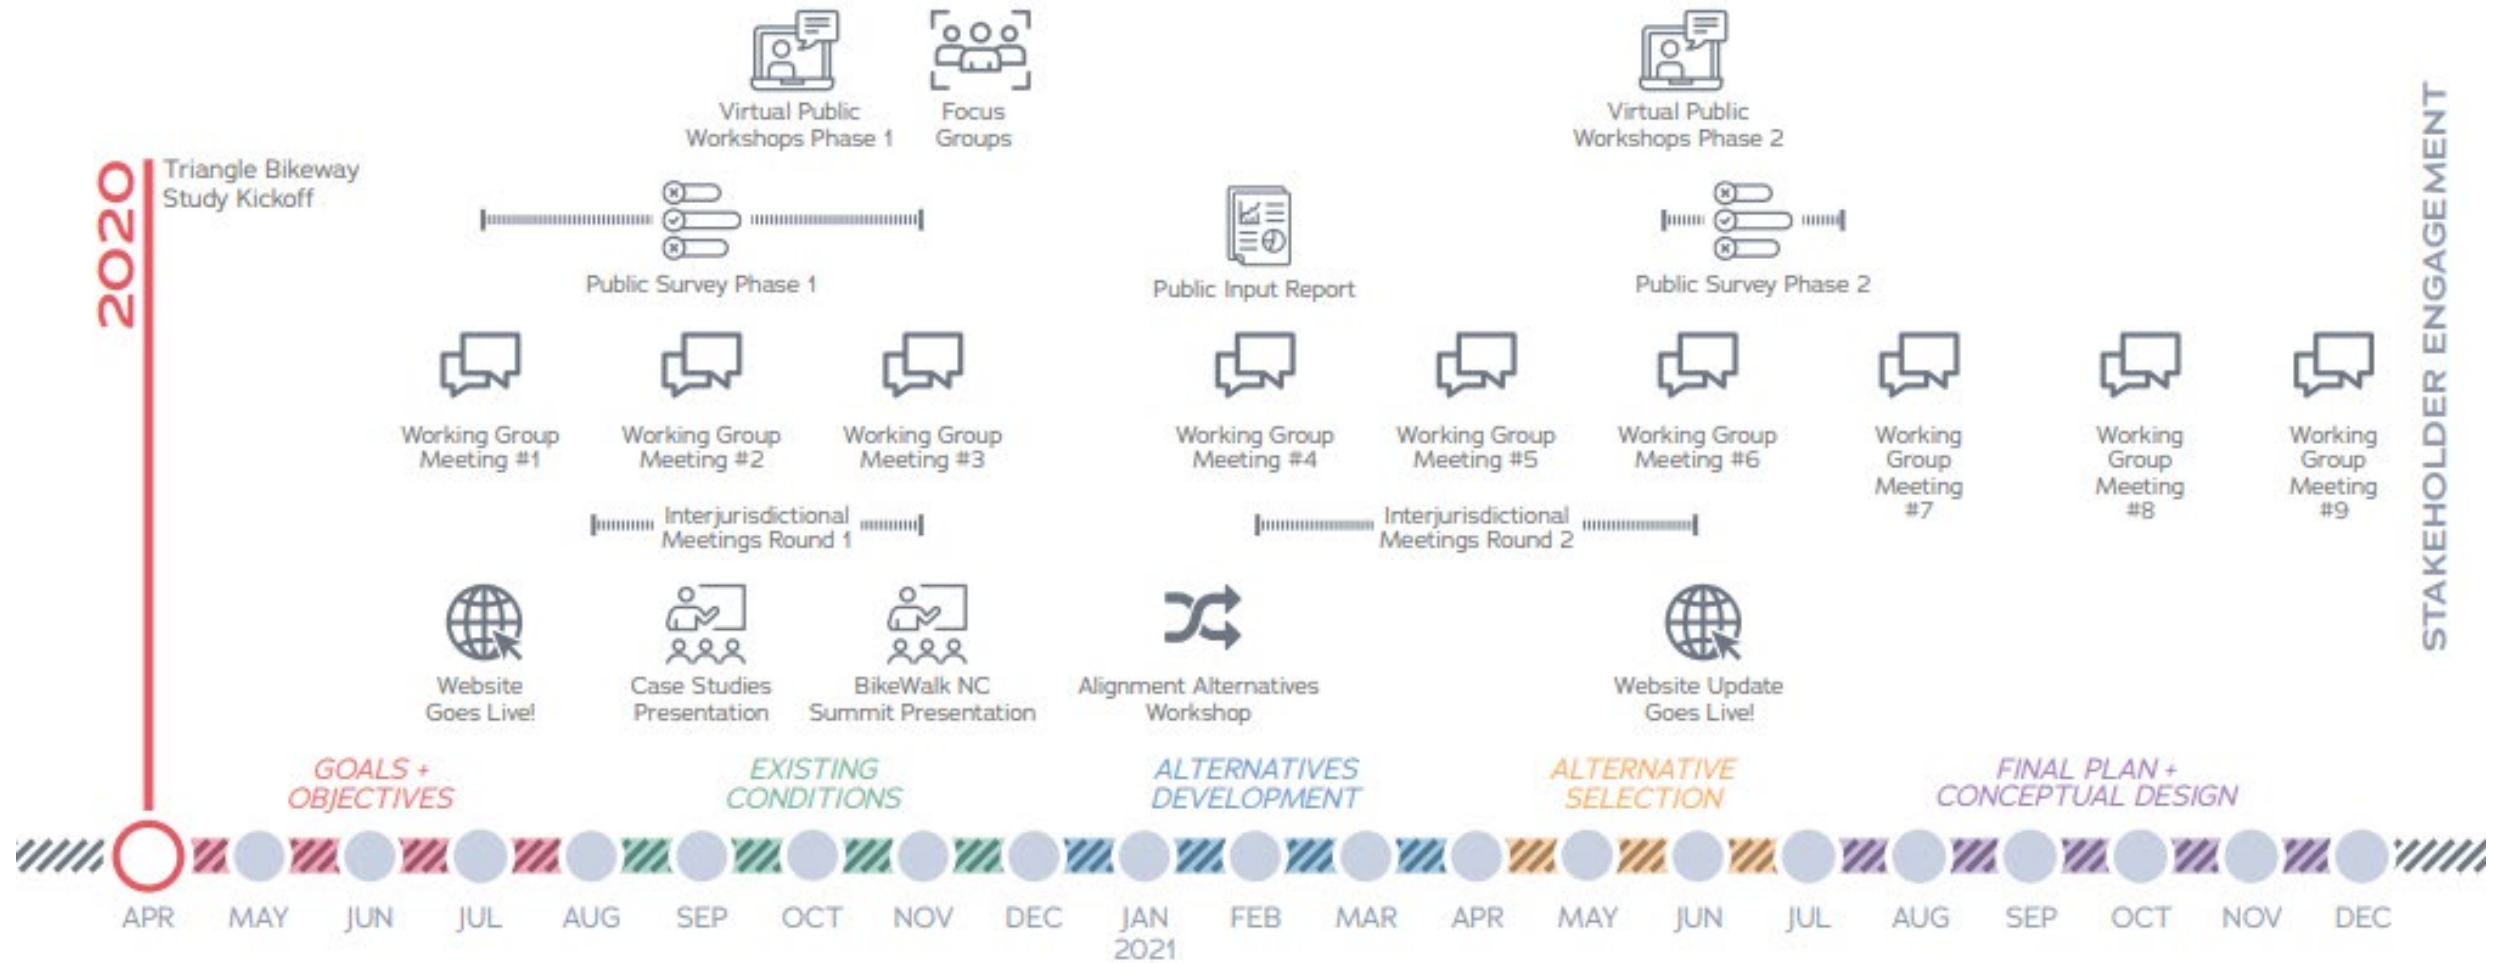 Virtual Public
Workshops Phase 1
Focus
Groups
Virtual Public
Workshops Phase 2
2020
Triangle Bikeway
Study Kickoff
Public Survey Phase 1
Public Input Report
Public Survey Phase 2
Working Group
Meeting #1
Working Group
Meeting #2
Working Group
Meeting #3
Working Group
Meeting #4
Working Group
Meeting #5
Working Group
Meeting #6
Working
Group
Meeting
#7
Working
Group
Meeting
#8
Working
Group
Meeting
#9
STAKEHOLDER ENGAGEMENT
Interjurisdictional
Meetings Round 1
Interjurisdictional
Meetings Round 2
Website
Goes Live!
Case Studies
Presentation
BikeWalk NC
Summit Presentation
Alignment Alternatives
Workshop
Website Update
Goes Live!
GOALS +
OBJECTIVES
EXISTING
CONDITIONS
ALTERNATIVES
DEVELOPMENT
ALTERNATIVE
SELECTION
FINAL PLAN +
CONCEPTUAL DESIGN
APR MAY JUN JUL AUG SEP OCT NOV DEC JAN FEB MAR APR MAY JUN JUL AUG SEP OCT NOV DEC
2021